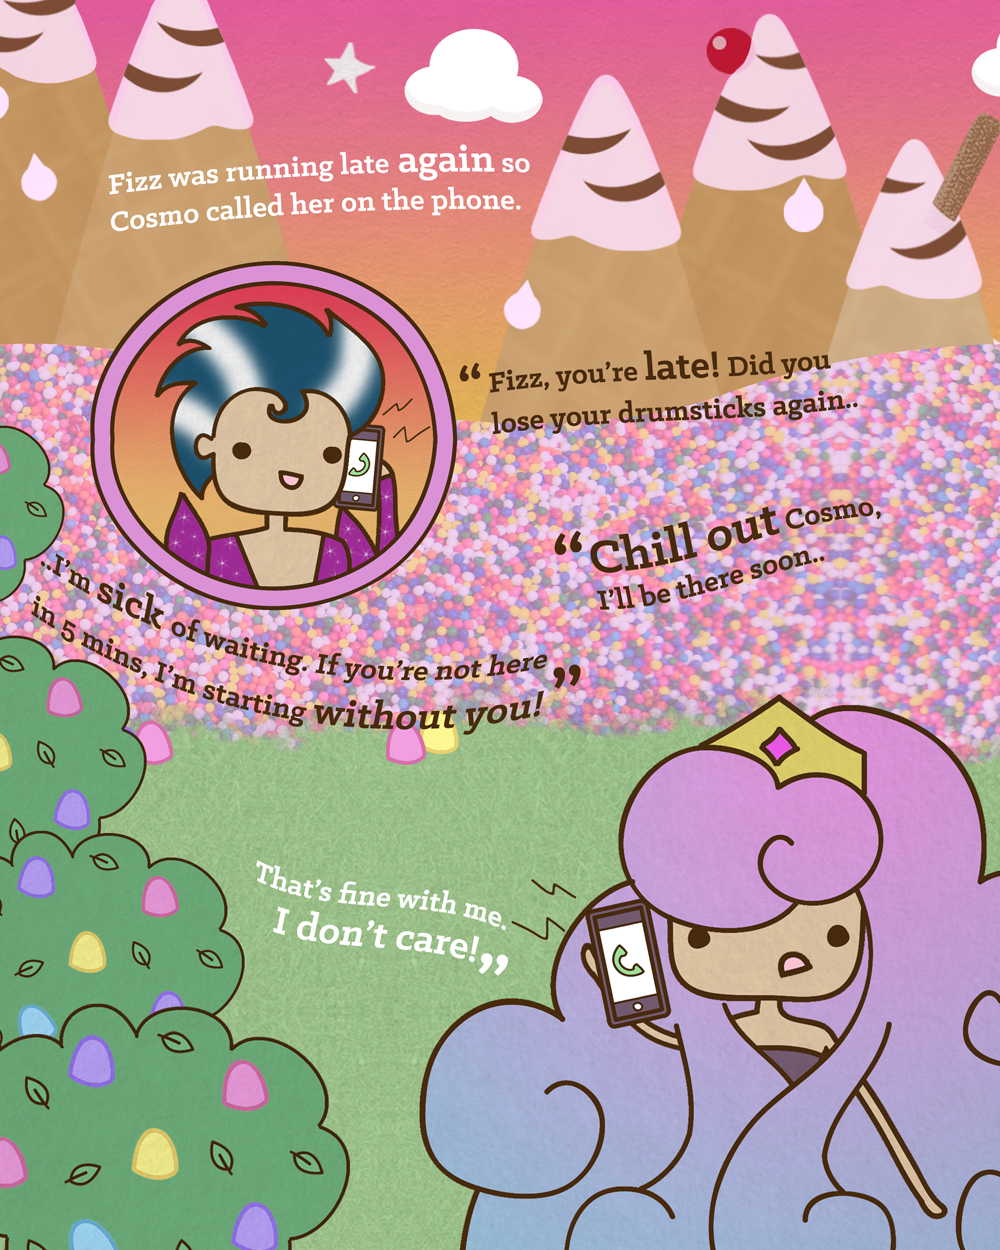 Fizz was running late again so
Cosmo called her on the phone.
“Fizz, you’re late! Did you
lose your drumsticks again..
“Chill out Cosmo,
I’ll be there soon..
..I’m sick of waiting. If you’re not here
in 5 mins, I’m starting without you!”
That’s fine with me.
I don’t care!”